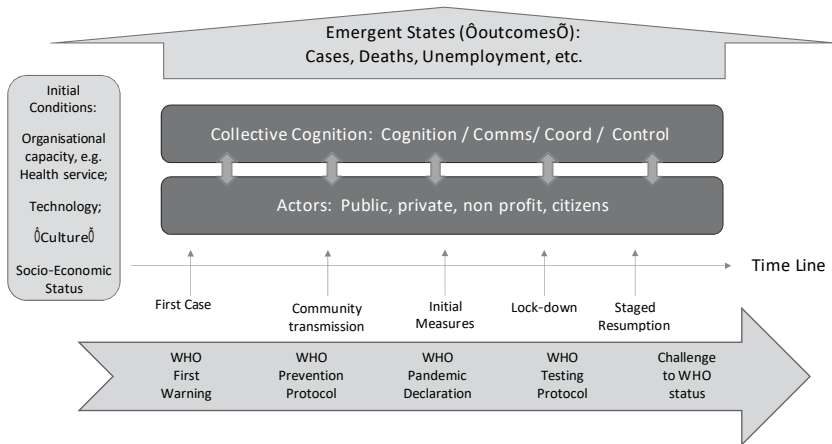 Emergent States (ÔoutcomesÕ):
Cases, Deaths, Unemployment, etc.
Initial
Conditions:
Organisational
capacity, e.g.
Health service;
Technology;
ÔCultureÕ
Socio-Economic
Status
Collective Cognition: Cognition / Comms/ Coord / Control
Actors: Public, private, non profit, citizens
Time Line
First Case
Community
transmission
Initial
Measures
Lock-down
Staged
Resumption
WHO
First
Warning
WHO
Prevention
Protocol
WHO
Pandemic
Declaration
WHO
Testing
Protocol
Challenge
to WHO
status